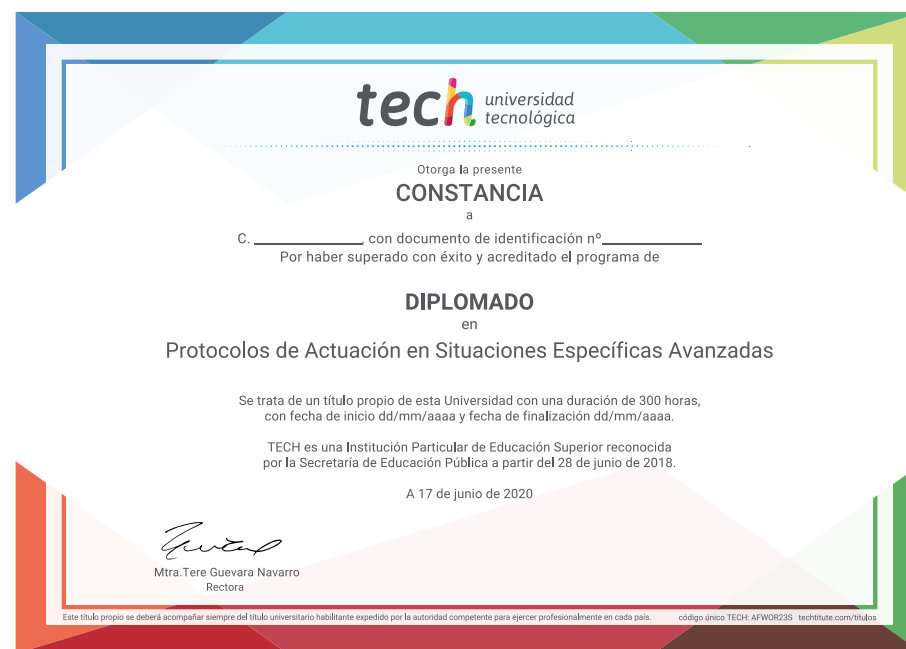 tech universidad
tecnológica
Otorga la presente
CONSTANCIA
a
C. ____________, con documento de identificación nº___________
Por haber superado con éxito y acreditado el programa de
DIPLOMADO
en
Protocolos de Actuación en Situaciones Específicas Avanzadas
Se trata de un título propio de esta Universidad con una duración de 300 horas,
con fecha de inicio dd/mm/aaaa y fecha de finalización dd/mm/aaaa.
TECH es una Institución Particular de Educación Superior reconocida
por la Secretaría de Educación Pública a partir del 28 de junio de 2018.
A 17 de junio de 2020
Mtra.Tere Guevara Navarro
Rectora
Este título propio se deberá acompañar siempre del título universitario habilitante expedido por la autoridad competente para ejercer profesionalmente en cada país. código único TECH: AFWOR23S techtitute.com/titulos